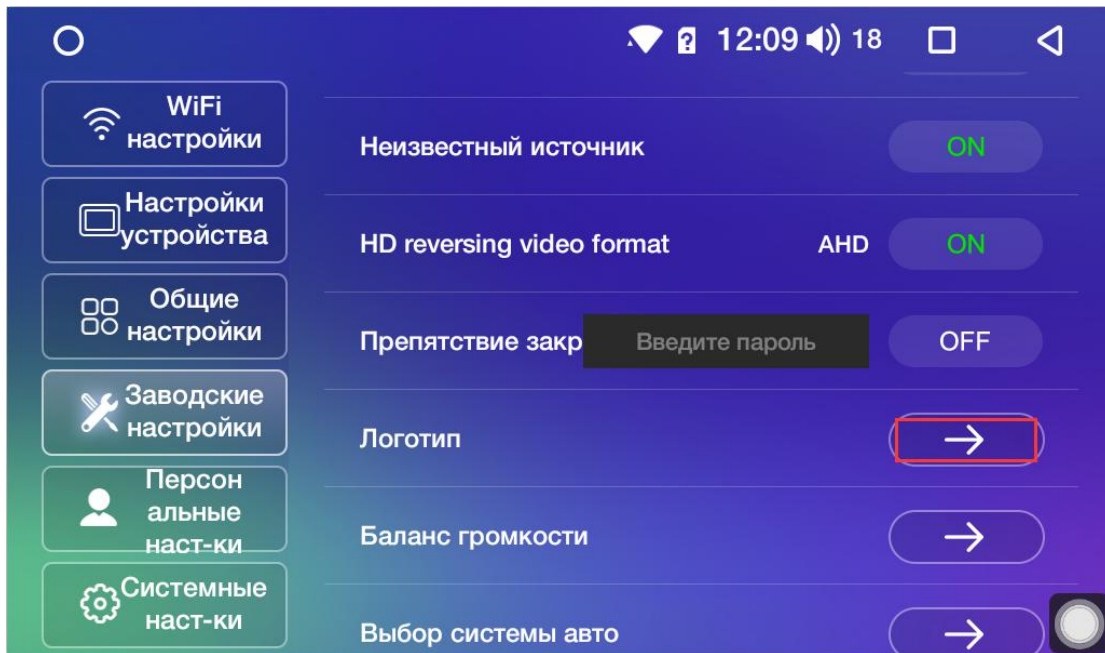 12:09 18
WiFi
настройки
Настройки
устройства
Общие
настройки
Заводские
настройки
Персон
альные
наст-ки
Системные
наст-ки
Неизвестный источник ON
HD reversing video format AHD ON
Препятствие закр Введите пароль OFF
Логотип
Баланс громкости
Выбор системы авто